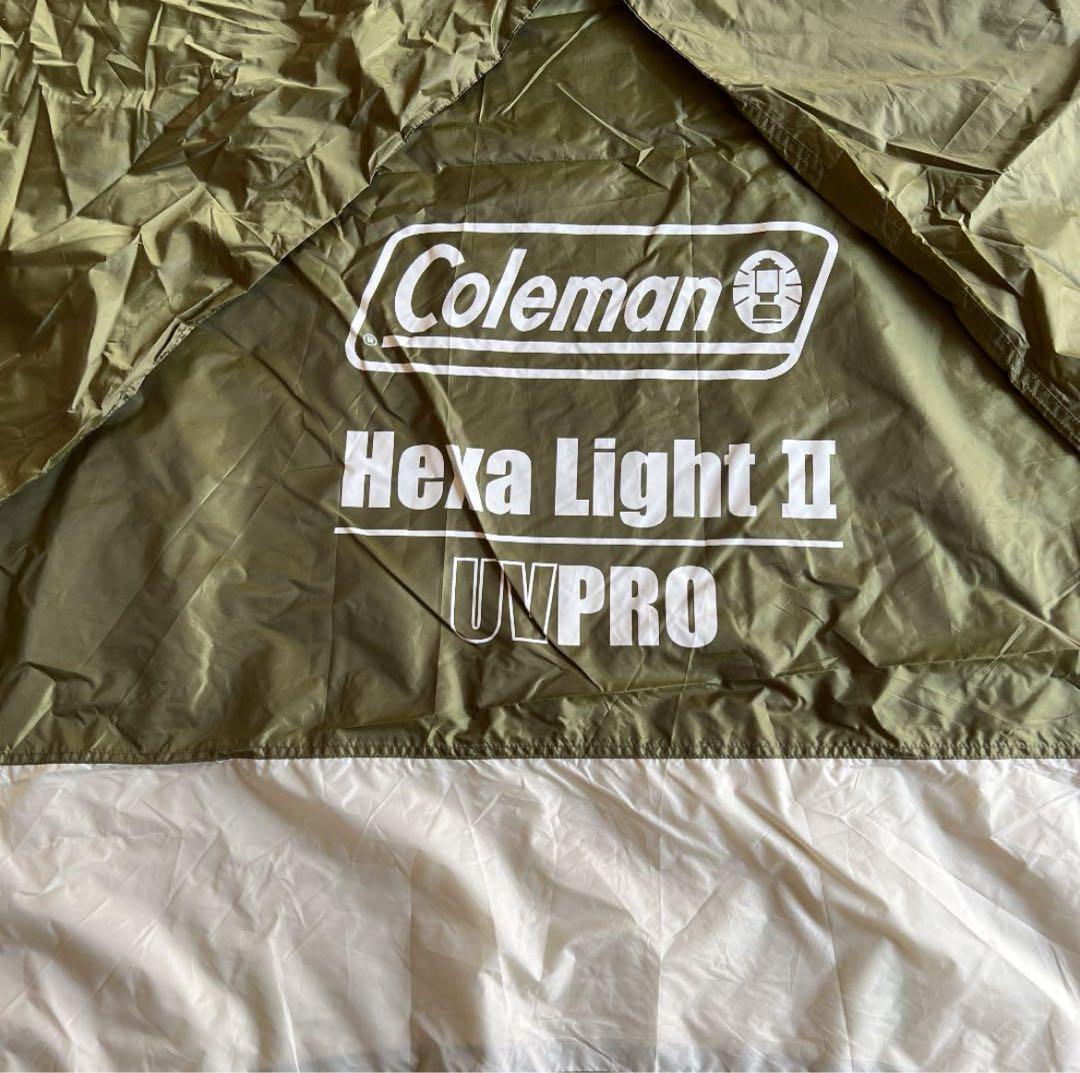 Coleman
®
Hexa Light II
UVPRO